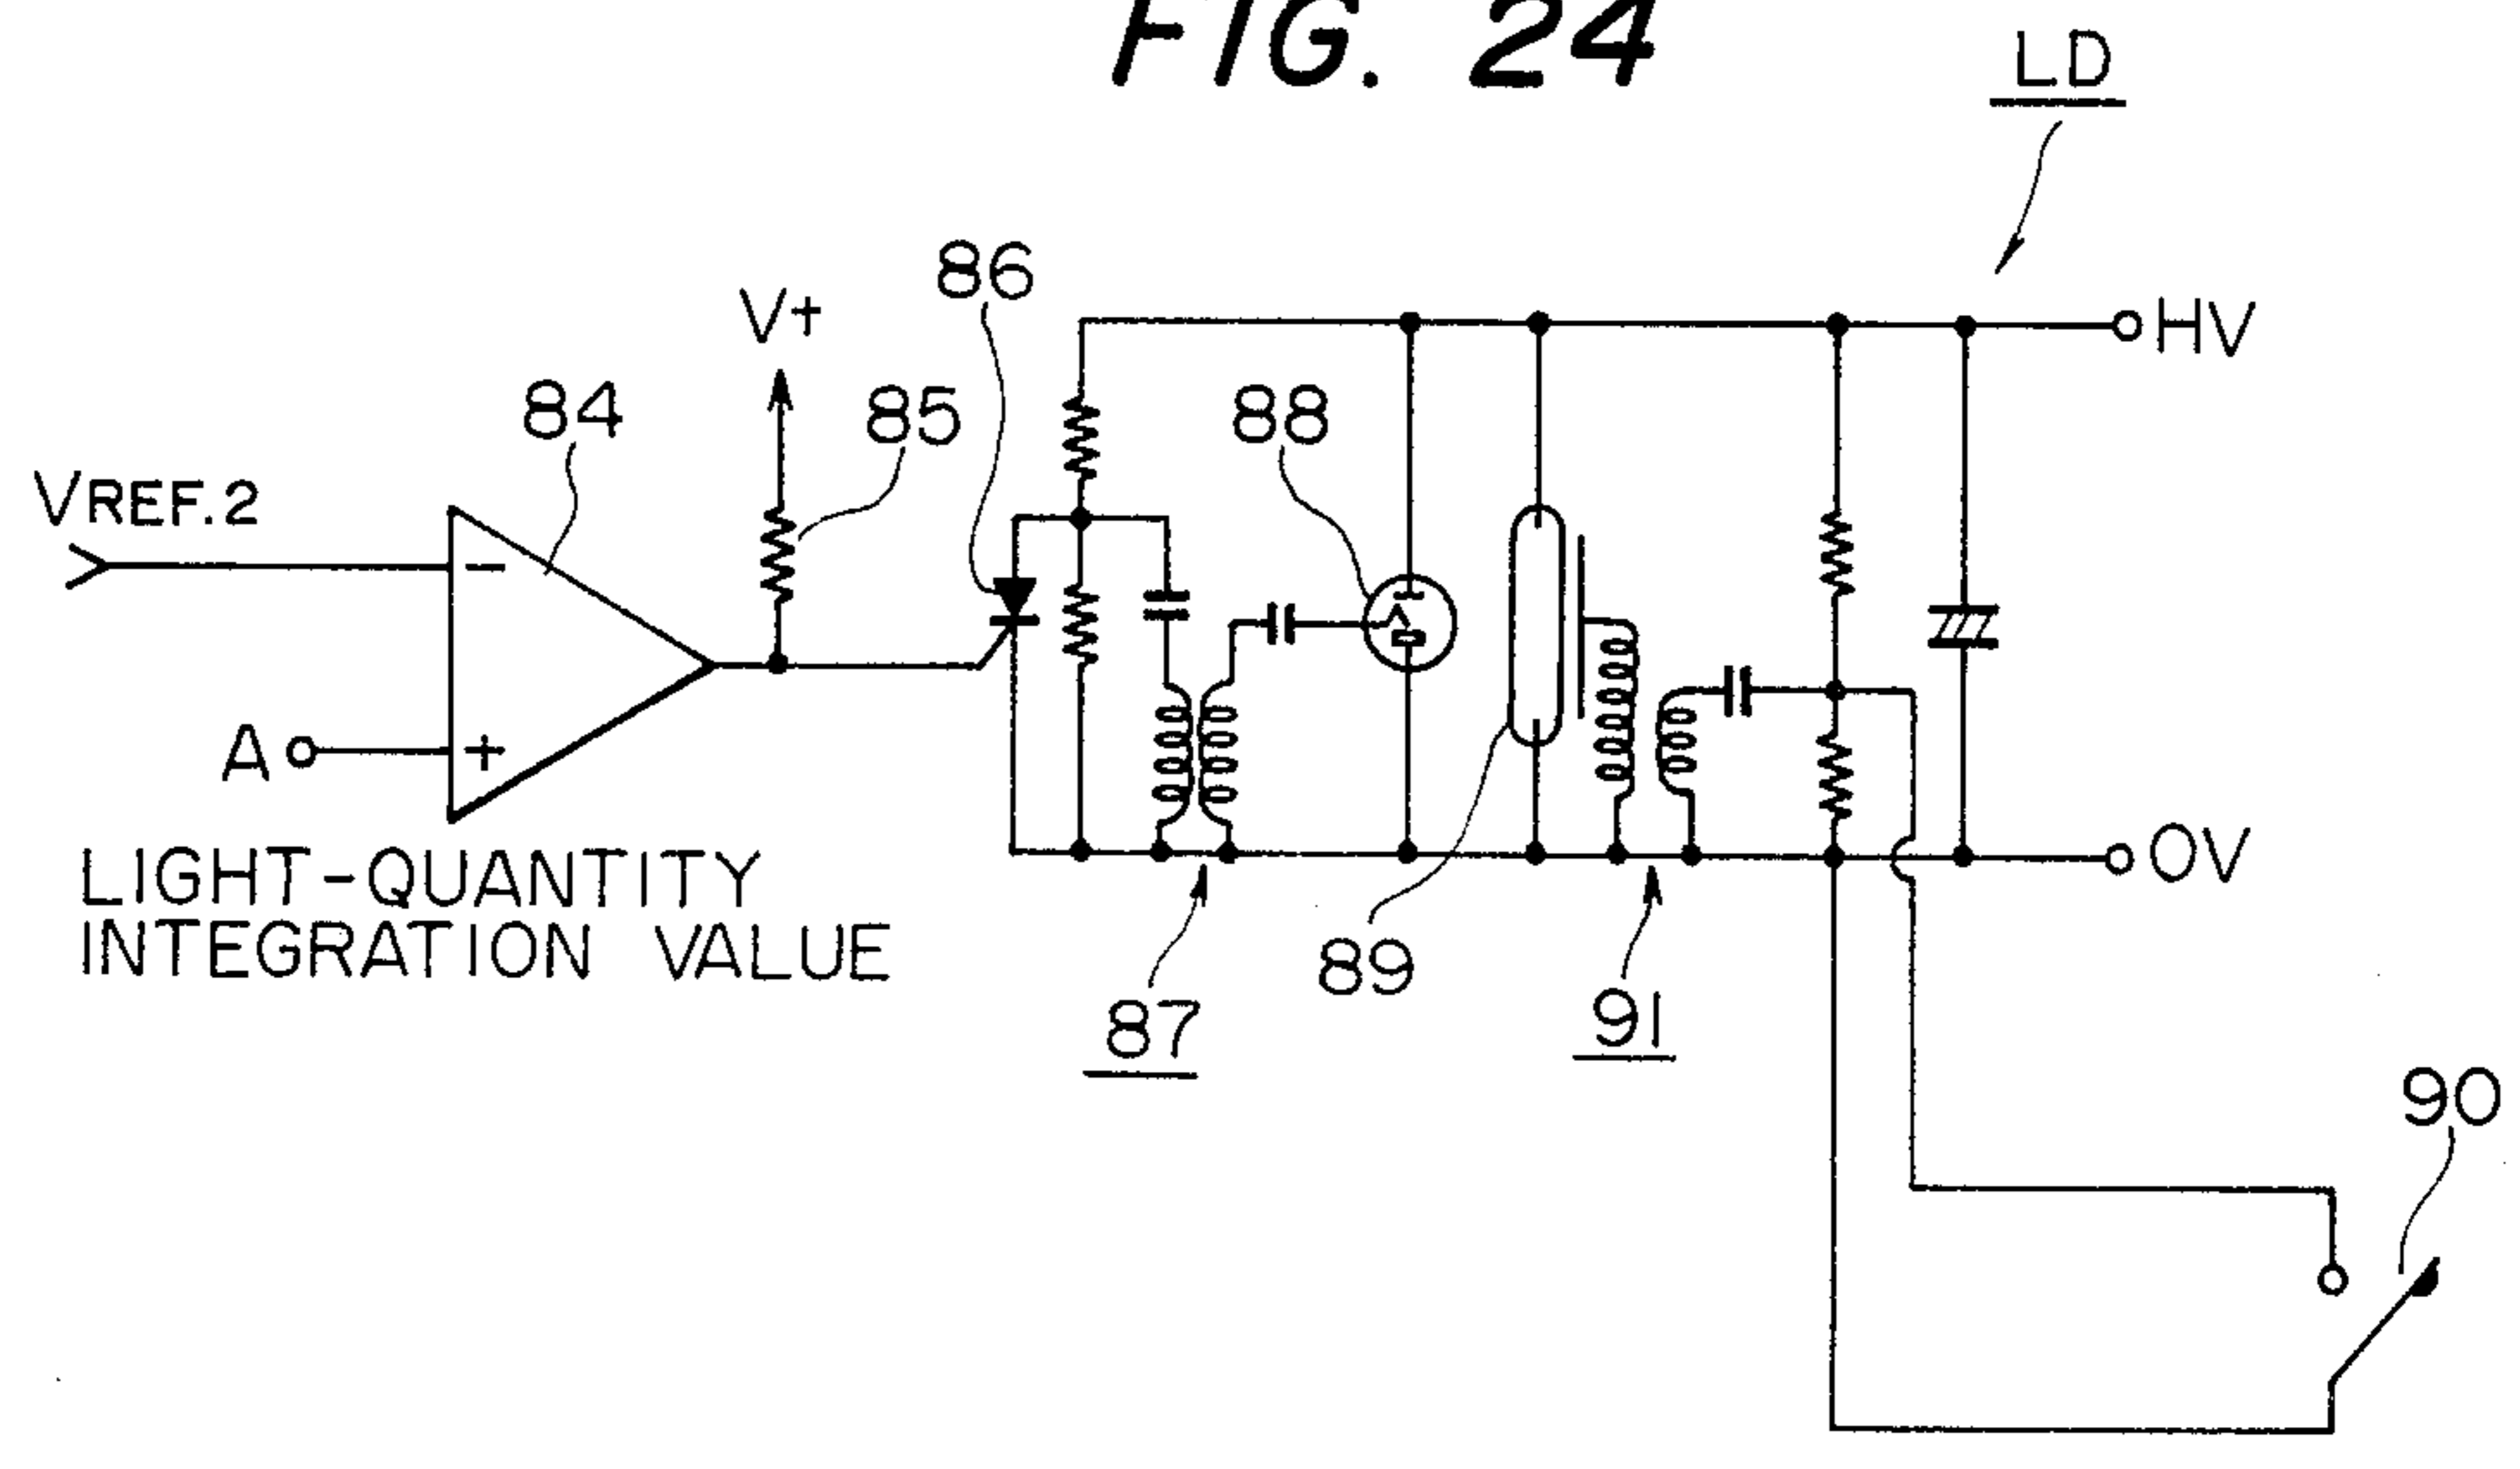 FIG. 24
LD
86
V+
HV
84
85
88
VREF.2
-
A
+
0V
LIGHT-QUANTITY
INTEGRATION VALUE
89
87
91
90